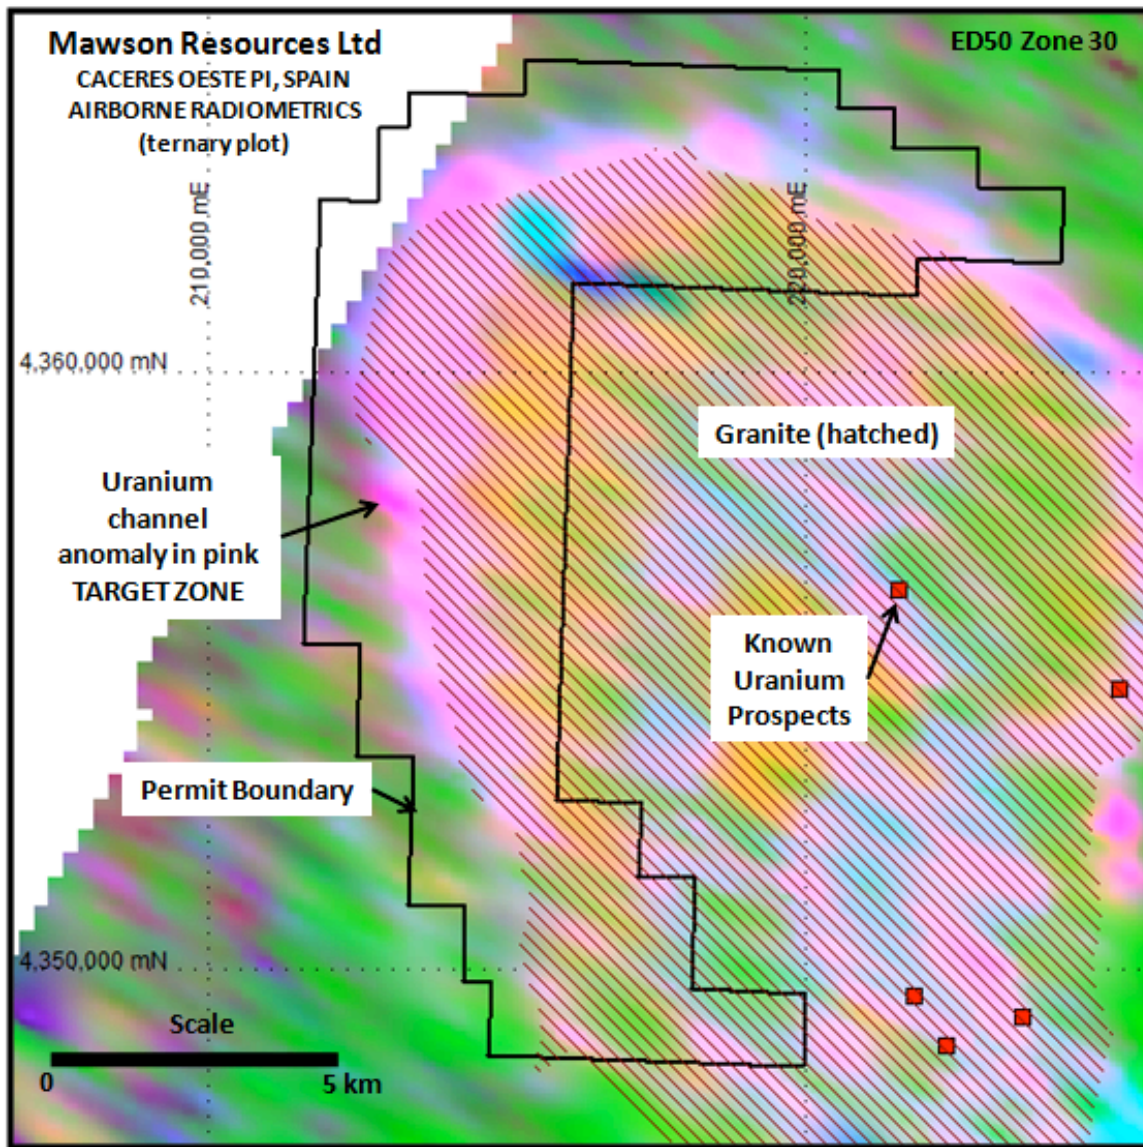 Mawson Resources Ltd
CACERES OESTE PI, SPAIN
AIRBORNE RADIOMETRICS
(ternary plot)
ED50 Zone 30
210,000 mE
220,000 mE
4,360,000 mN
Granite (hatched)
Uranium
channel
anomaly in pink
TARGET ZONE
Known
Uranium
Prospects
Permit Boundary
4,350,000 mN
Scale
0 5 km